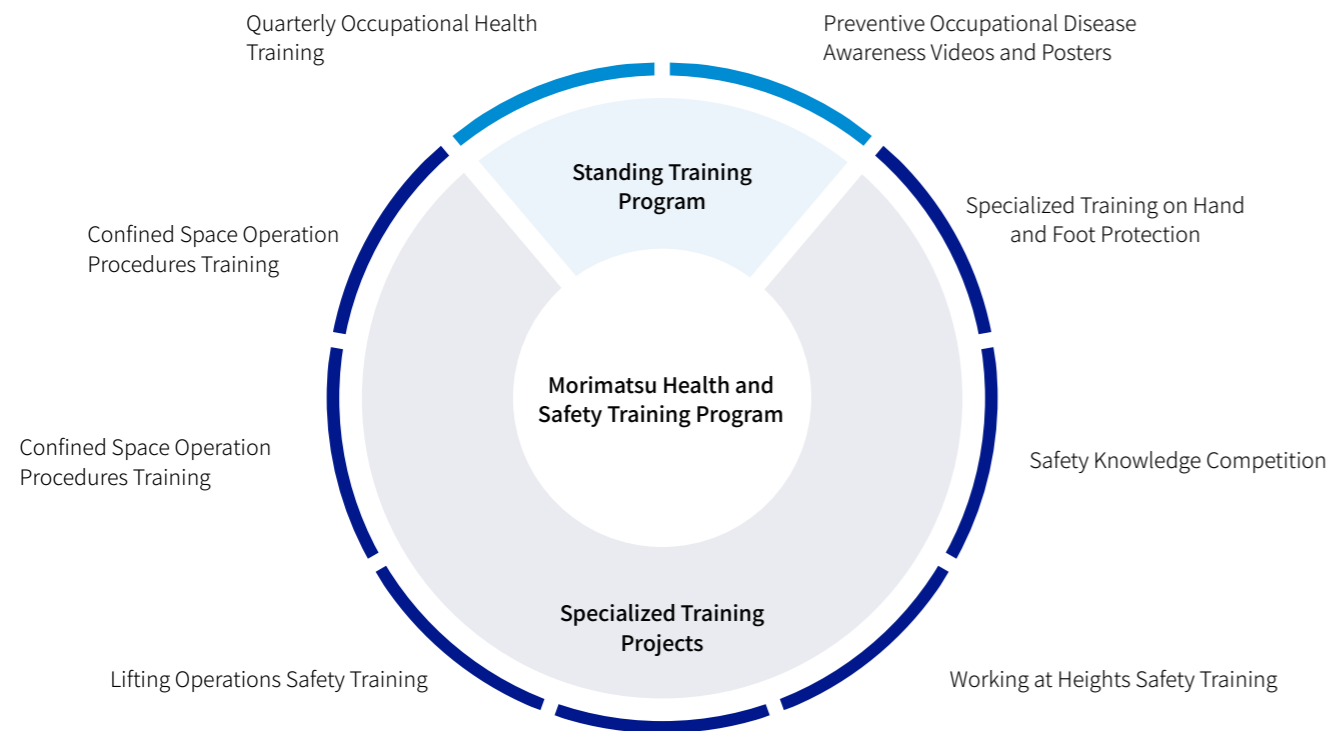 Quarterly Occupational Health
Training
Preventive Occupational Disease
Awareness Videos and Posters
Standing Training
Program
Confined Space Operation
Procedures Training
Specialized Training on Hand
and Foot Protection
Morimatsu Health and
Safety Training Program
Confined Space Operation
Procedures Training
Safety Knowledge Competition
Specialized Training
Projects
Lifting Operations Safety Training
Working at Heights Safety Training